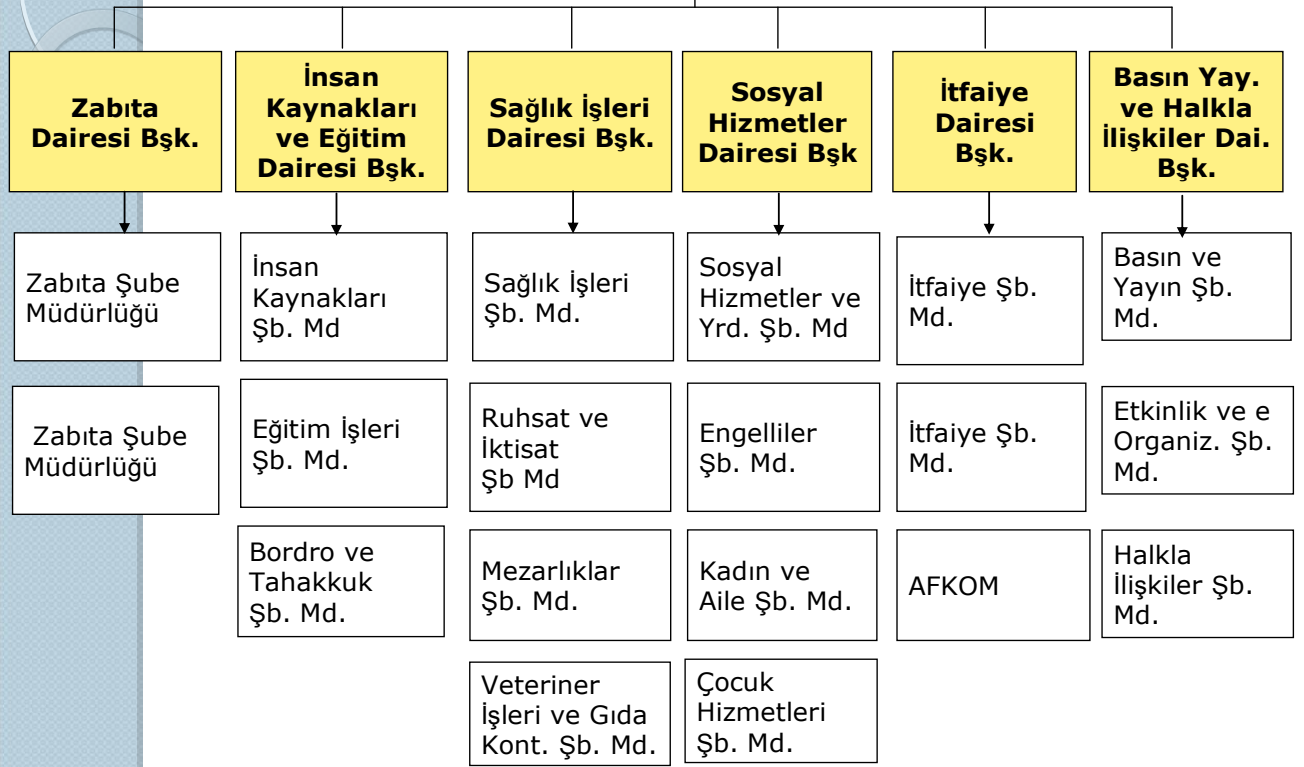 Zabıta
Dairesi Bşk.
İnsan
Kaynakları
ve Eğitim
Dairesi Bşk.
Sağlık İşleri
Dairesi Bşk.
Sosyal
Hizmetler
Dairesi Bşk
İtfaiye
Dairesi
Bşk.
Basın Yay.
ve Halkla
İlişkiler Dai.
Bşk.
Zabıta Şube
Müdürlüğü
İnsan
Kaynakları
Şb. Md
Sağlık İşleri
Şb. Md.
Sosyal
Hizmetler ve
Yrd. Şb. Md
İtfaiye Şb.
Md.
Basın ve
Yayın Şb.
Md.
Zabıta Şube
Müdürlüğü
Eğitim İşleri
Şb. Md.
Ruhsat ve
İktisat
Şb Md
Engelliler
Şb. Md.
İtfaiye Şb.
Md.
Etkinlik ve e
Organiz. Şb.
Md.
Bordro ve
Tahakkuk
Şb. Md.
Mezarlıklar
Şb. Md.
Kadın ve
Aile Şb. Md.
AFKOM
Halkla
İlişkiler Şb.
Md.
Veteriner
İşleri ve Gıda
Kont. Şb. Md.
Çocuk
Hizmetleri
Şb. Md.